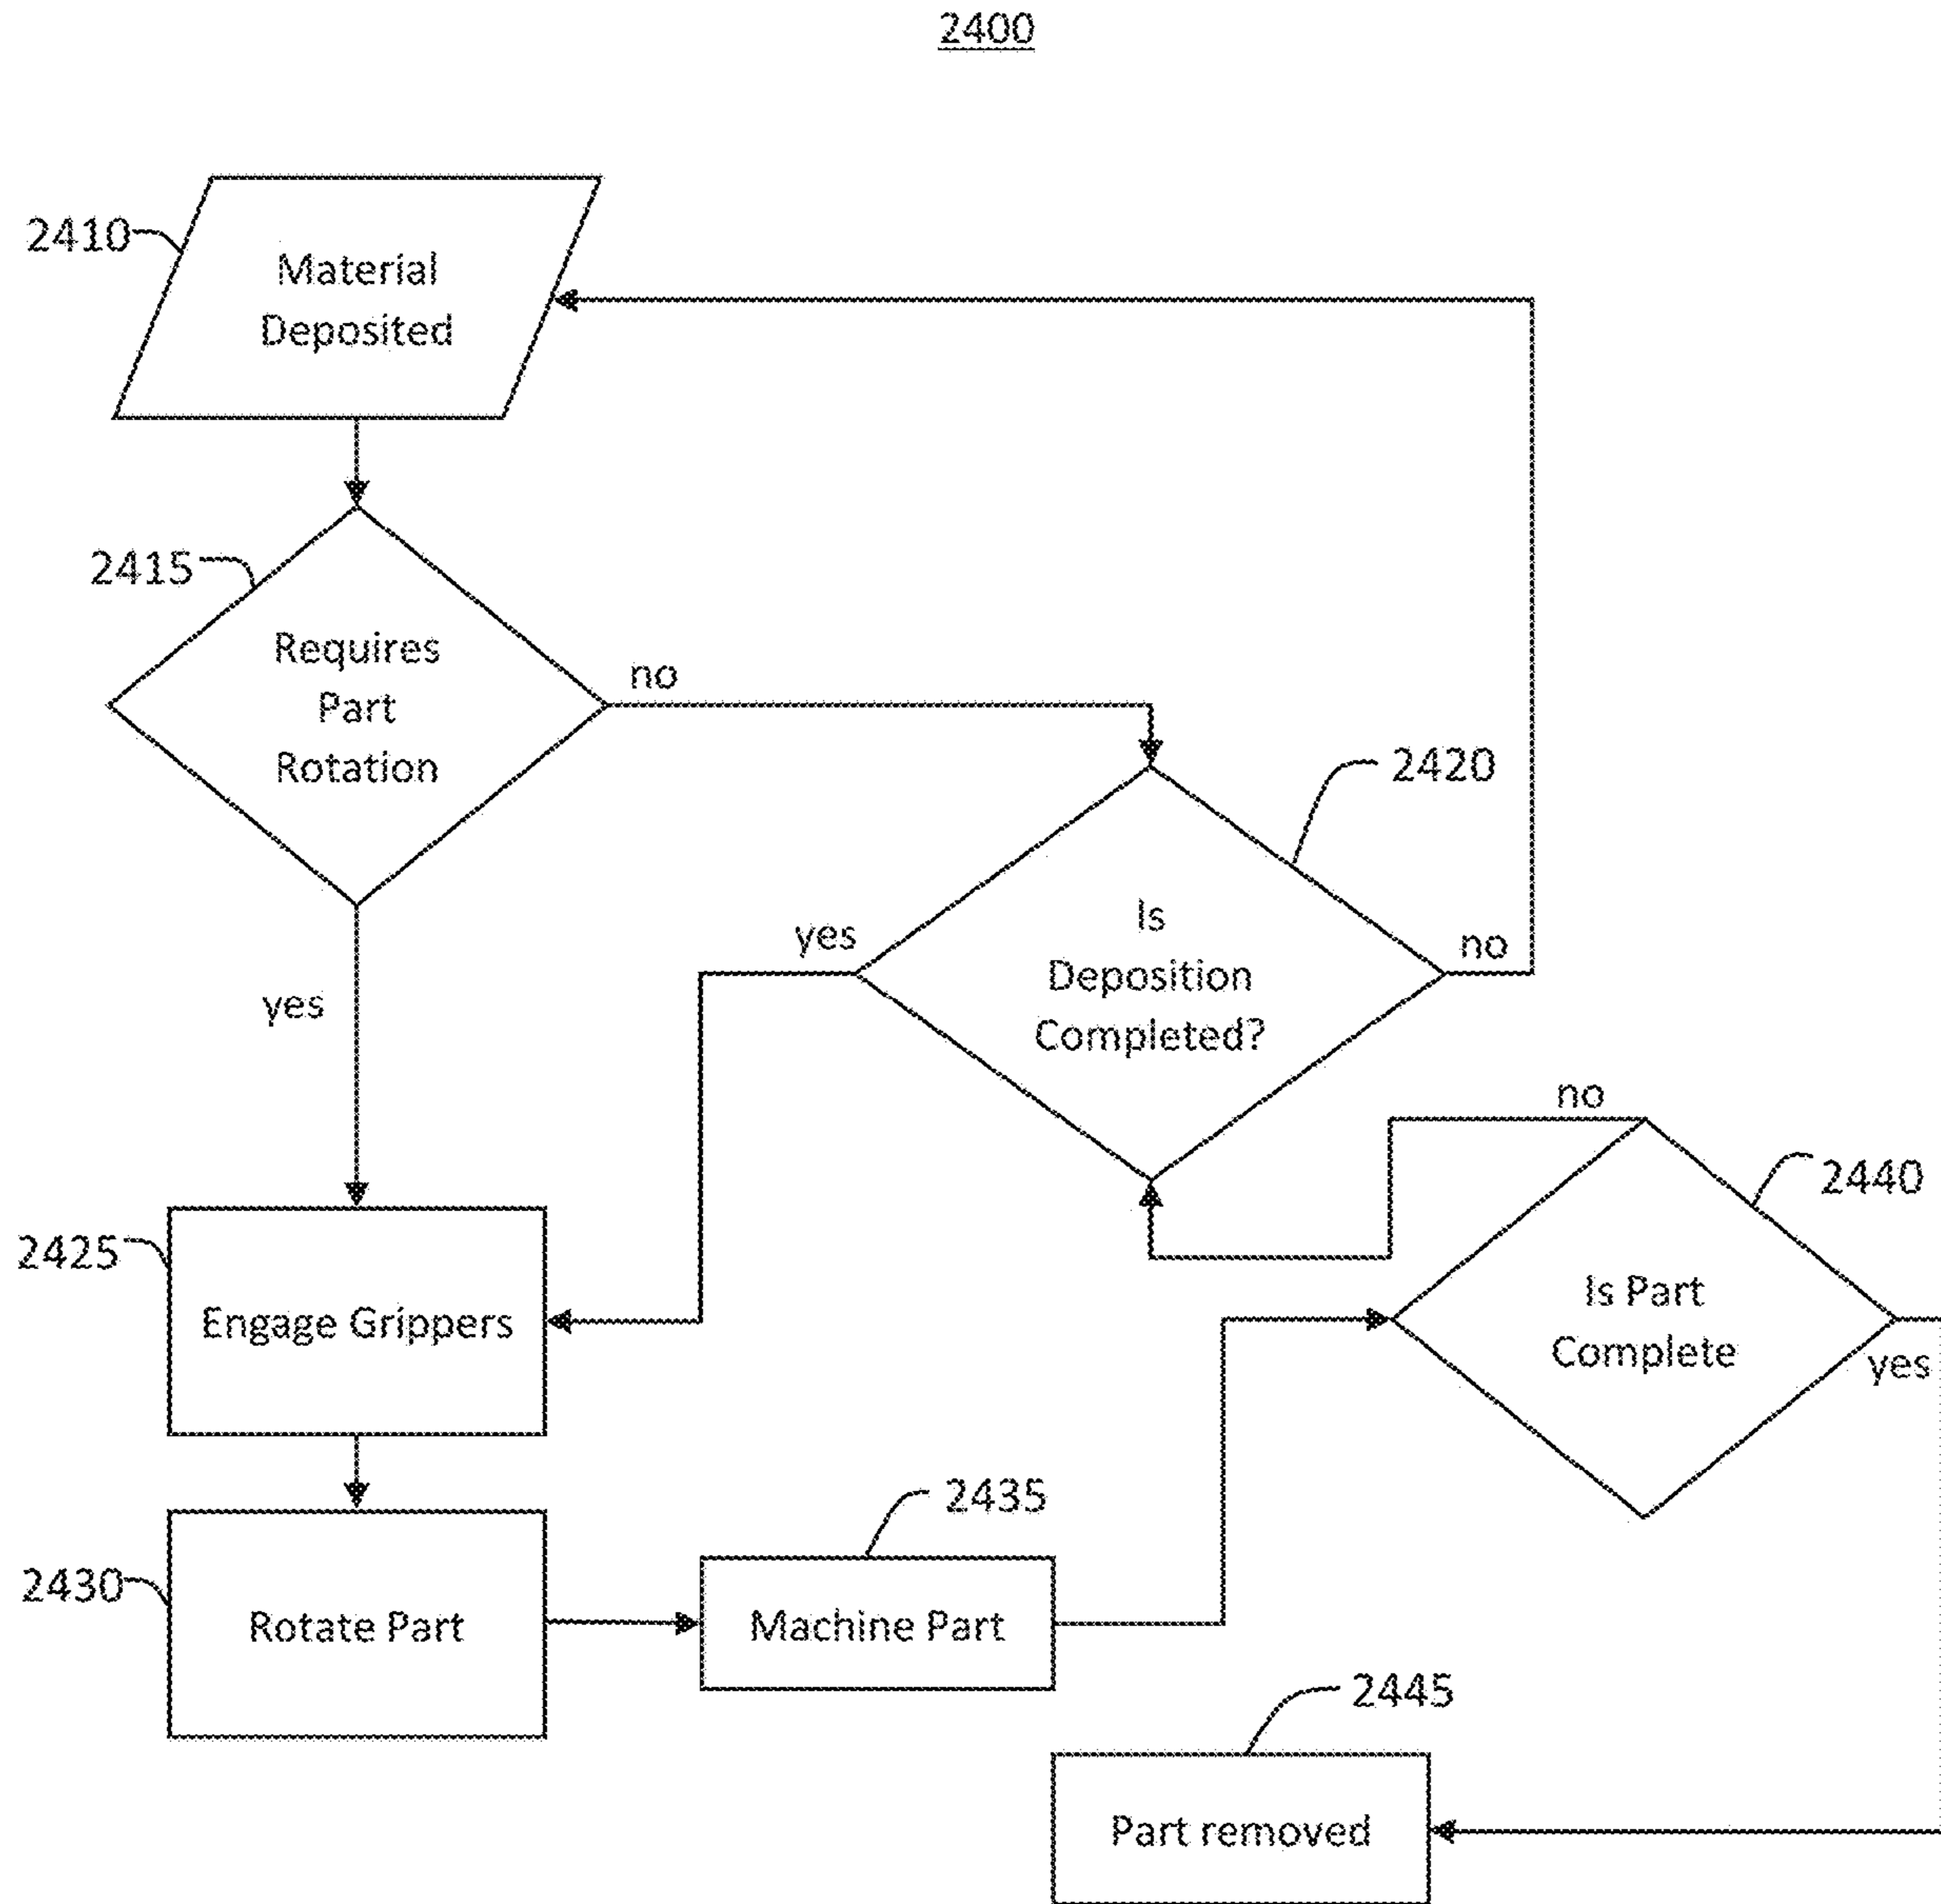 2400
2410
Material
Deposited
2415
Requires
Part
Rotation
no
2420
yes
Is
Deposition
Completed?
no
yes
no
2440
2425
Engage Grippers
Is Part
Complete
yes
2435
2430
Rotate Part
Machine Part
2445
Part removed